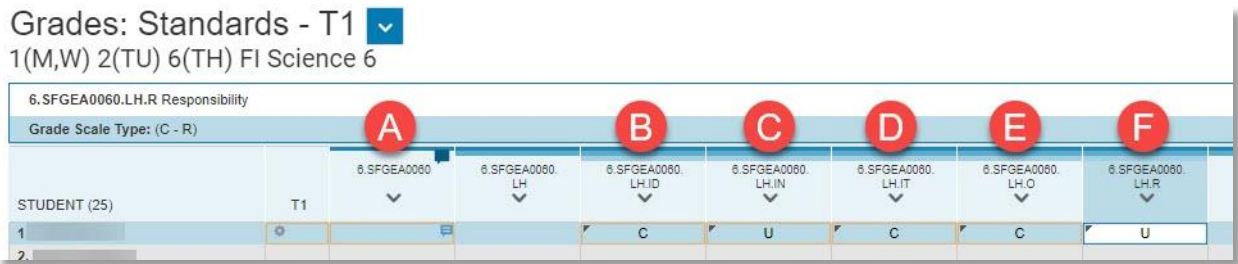 Grades: Standards - T1
1(M,W) 2(TU) 6(TH) FI Science 6
6.SFGEA0060.LH.R Responsibility
Grade Scale Type: (C - R)
A B C D E F
6.SFGEA0060 6.SFGEA0060. 6.SFGEA0060. 6.SFGEA0060. 6.SFGEA0060. 6.SFGEA0060. 6.SFGEA0060.
LH LH.ID LH.IN LH.IT LH.O LH.R
STUDENT (25) T1
1 C U C C U
2.